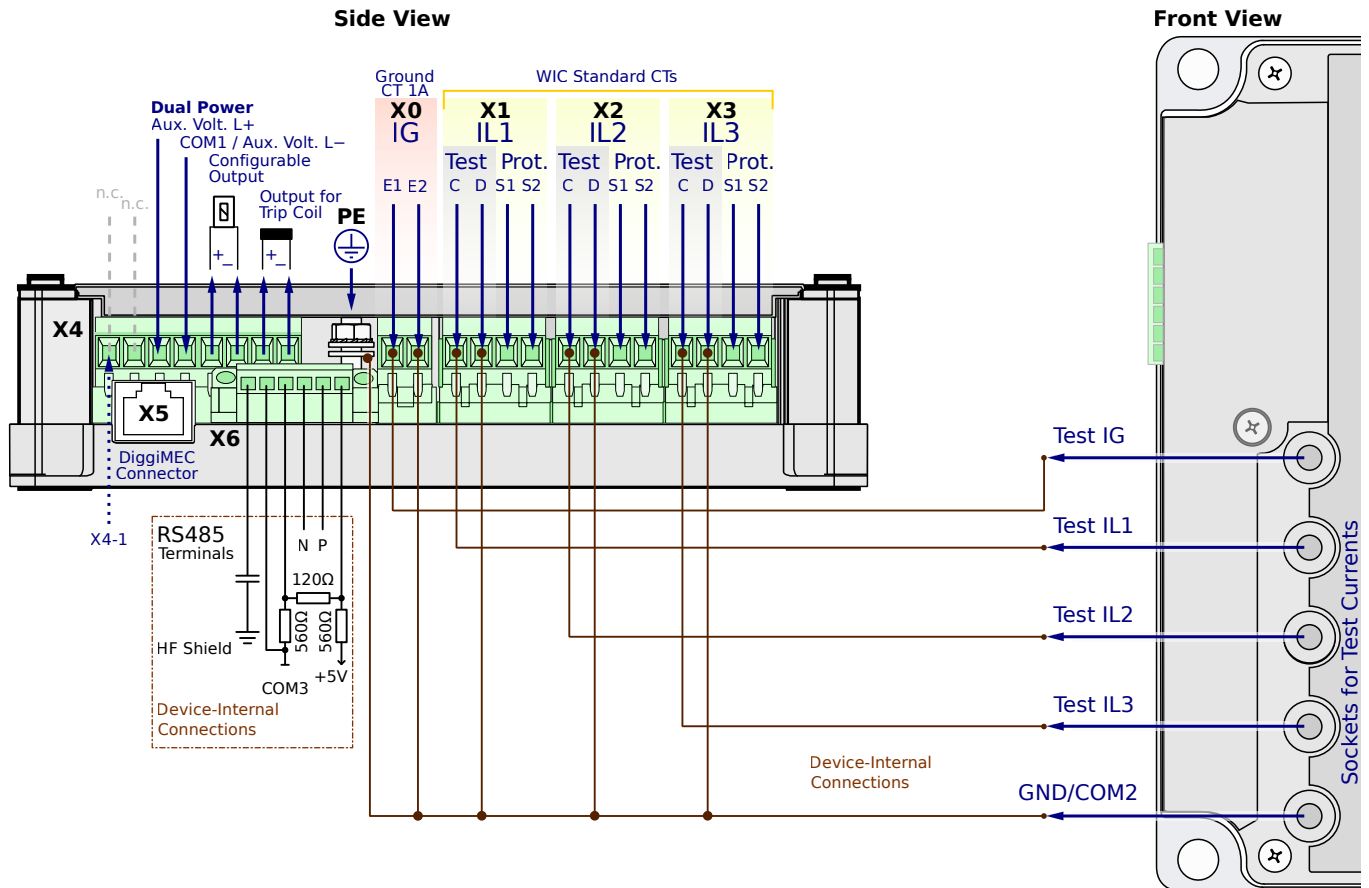 Side View
Front View
Ground
CT 1A
WIC Standard CTs
Dual Power
Aux. Volt. L+
COM1 / Aux. Volt. L−
Configurable
Output
Output for
Trip Coil
n.c.
n.c.
PE
X0
IG
E1 E2
X1
IL1
Test Prot.
C D S1 S2
X2
IL2
Test Prot.
C D S1 S2
X3
IL3
Test Prot.
C D S1 S2
+ −
+ −
X4
X5
X6
DiggiMEC
Connector
X4-1
RS485
Terminals
N P
120Ω
560Ω
560Ω
HF Shield
COM3
+5V
Device-Internal
Connections
Test IG
Test IL1
Test IL2
Test IL3
GND/COM2
Device-Internal
Connections
Sockets for Test Currents